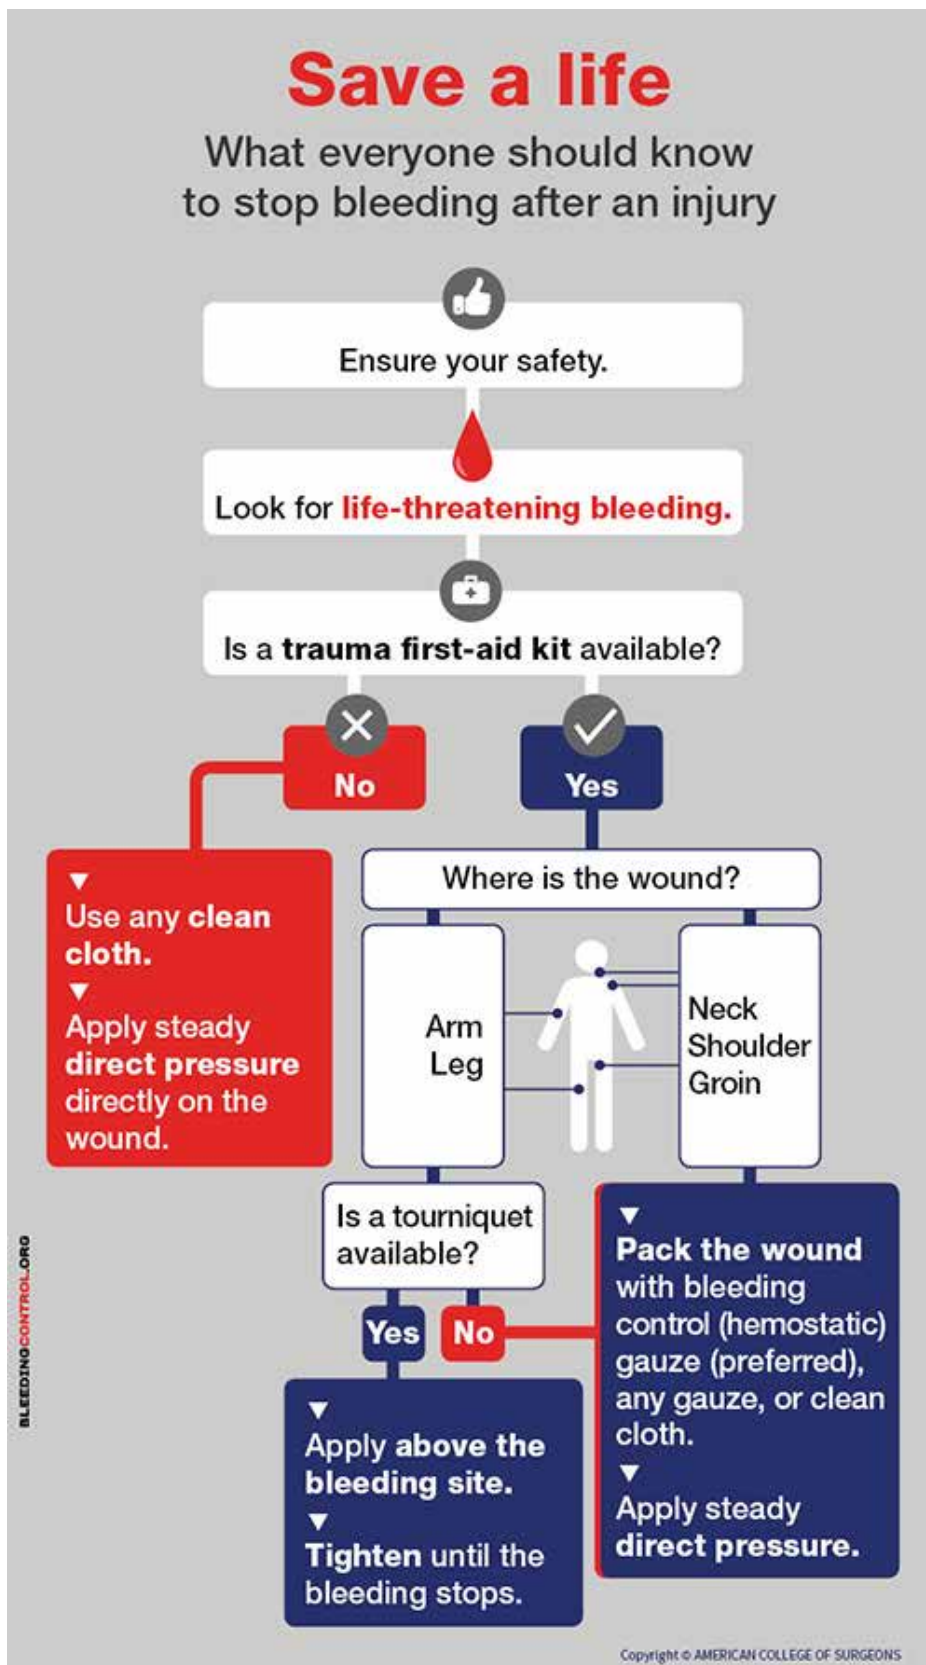 Save a life
What everyone should know
to stop bleeding after an injury
Ensure your safety.
Look for life-threatening bleeding.
Is a trauma first-aid kit available?
No
Yes
▼
Use any clean
cloth.
▼
Apply steady
direct pressure
directly on the
wound.
Where is the wound?
Arm
Leg
Neck
Shoulder
Groin
Is a tourniquet
available?
Yes
No
▼
Apply above the
bleeding site.
▼
Tighten until the
bleeding stops.
▼
Pack the wound
with bleeding
control (hemostatic)
gauze (preferred),
any gauze, or clean
cloth.
▼
Apply steady
direct pressure.
BLEEDINGCONTROL.ORG
Copyright © AMERICAN COLLEGE OF SURGEONS